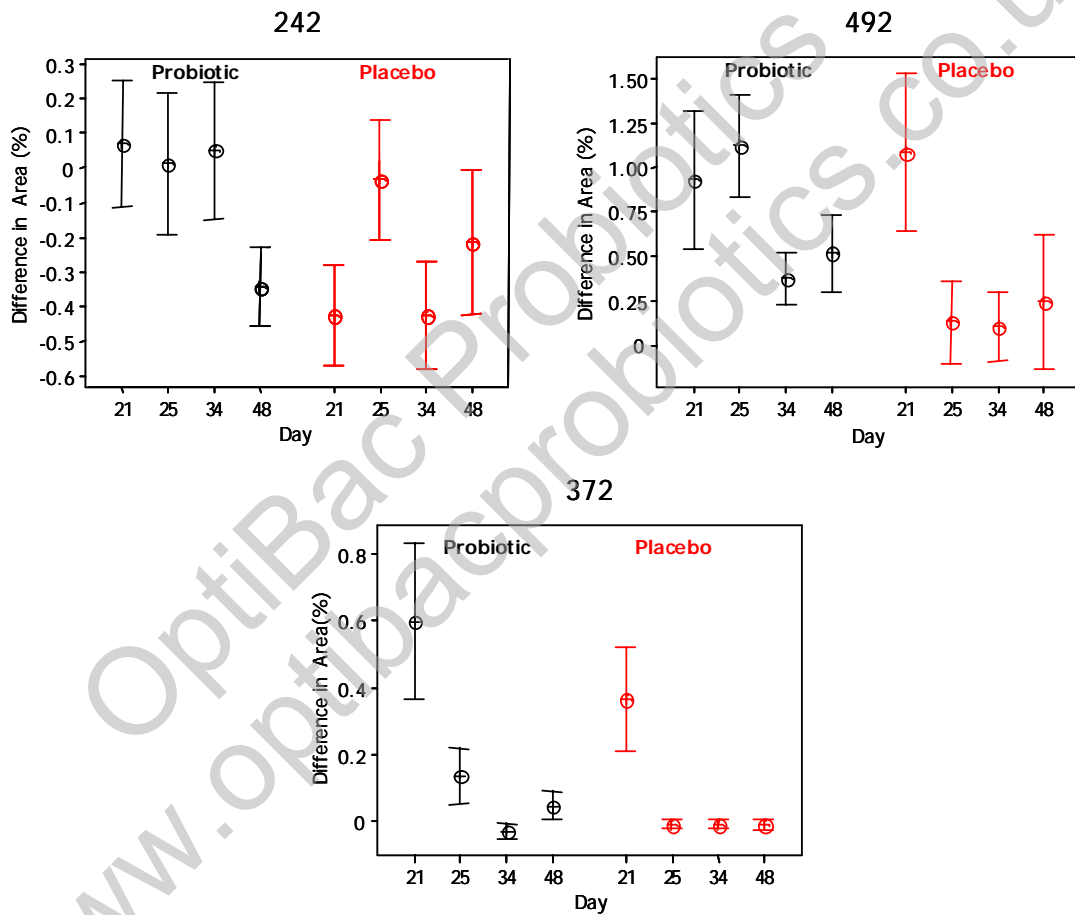 242
Probiotic Placebo
0.3
0.2
0.1
0
-0.1
-0.2
-0.3
-0.4
-0.5
-0.6
Difference in Area (%)
21 25 34 48 21 25 34 48
Day
492
Probiotic Placebo
1.50
1.25
1.00
0.75
0.50
0.25
0
Difference in Area (%)
21 25 34 48 21 25 34 48
Day
372
Probiotic Placebo
0.8
0.6
0.4
0.2
0
Difference in Area(%)
21 25 34 48 21 25 34 48
Day
OptiBac Probiotics
ww.optibacprobiotics.co.u